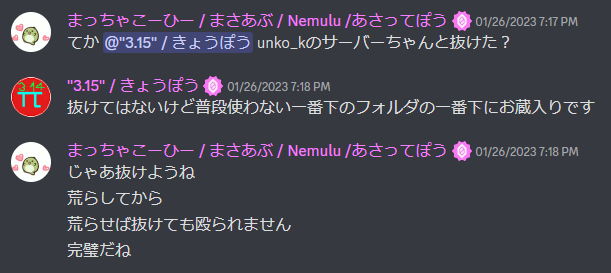 まっちゃこーひー / まさあぶ / Nemulu /あさってぽう 01/26/2023 7:17 PM
てか @"3.15" / きょうぽう unko_kのサーバーちゃんと抜けた？
"3.15" / きょうぽう 01/26/2023 7:18 PM
3.14
π
抜けてはないけど普段使わない一番下のフォルダの一番下にお蔵入りです
まっちゃこーひー / まさあぶ / Nemulu /あさってぽう 01/26/2023 7:18 PM
じゃあ抜けようね
荒らしてから
荒らせば抜けても殴られません
完璧だね